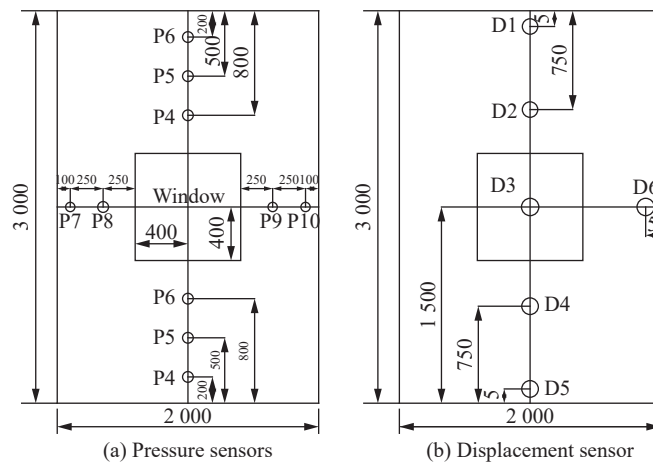 P6
200
500
P5
800
P4
100
250
250
Window
250
250
100
P7
P8
P9
P10
400
400
3 000
P6
P5
P4
200
500
800
2 000
(a) Pressure sensors
D1
5
750
D2
D3
D6
3 000
1 500
D4
750
D5
5
2 000
(b) Displacement sensor